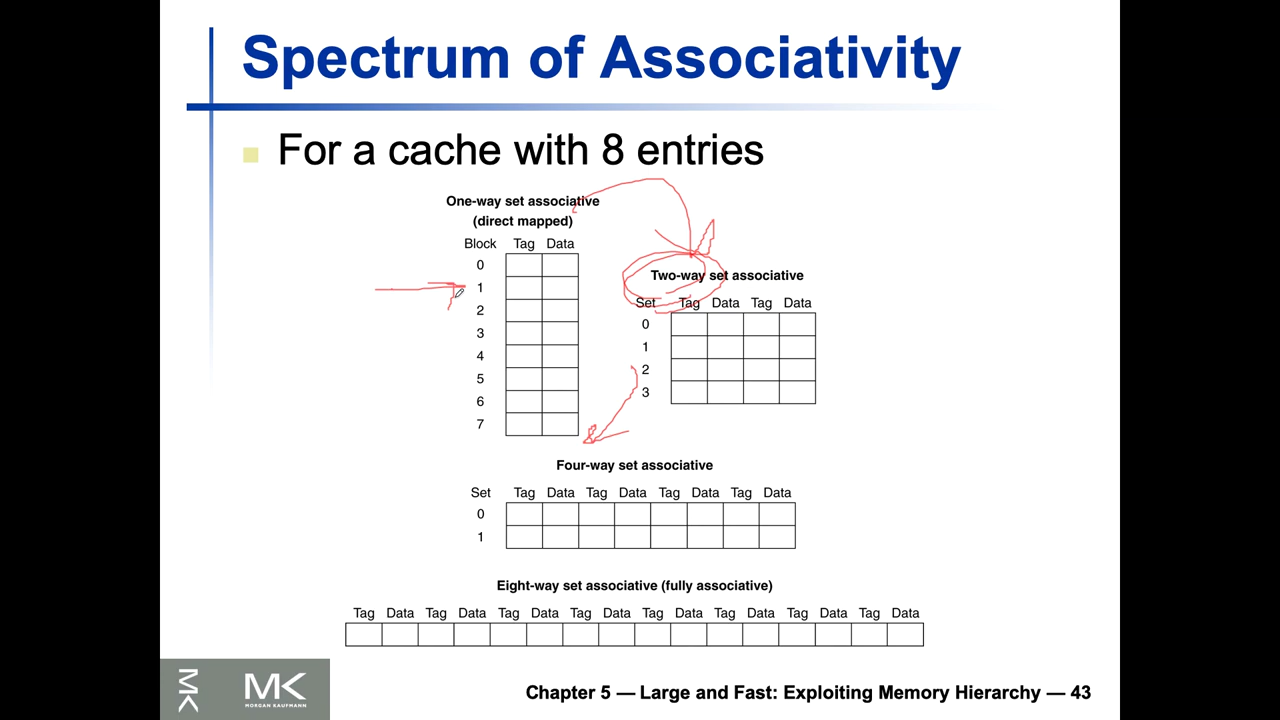 Spectrum of Associativity
For a cache with 8 entries
One-way set associative
(direct mapped)
Block Tag Data
0
1
2
3
4
5
6
7
Two-way set associative
Set Tag Data Tag Data
0
1
2
3
Four-way set associative
Set Tag Data Tag Data Tag Data Tag Data
0
1
Eight-way set associative (fully associative)
Tag Data Tag Data Tag Data Tag Data Tag Data Tag Data Tag Data Tag Data
MK
MK
MORGAN KAUFMANN
Chapter 5 — Large and Fast: Exploiting Memory Hierarchy — 43